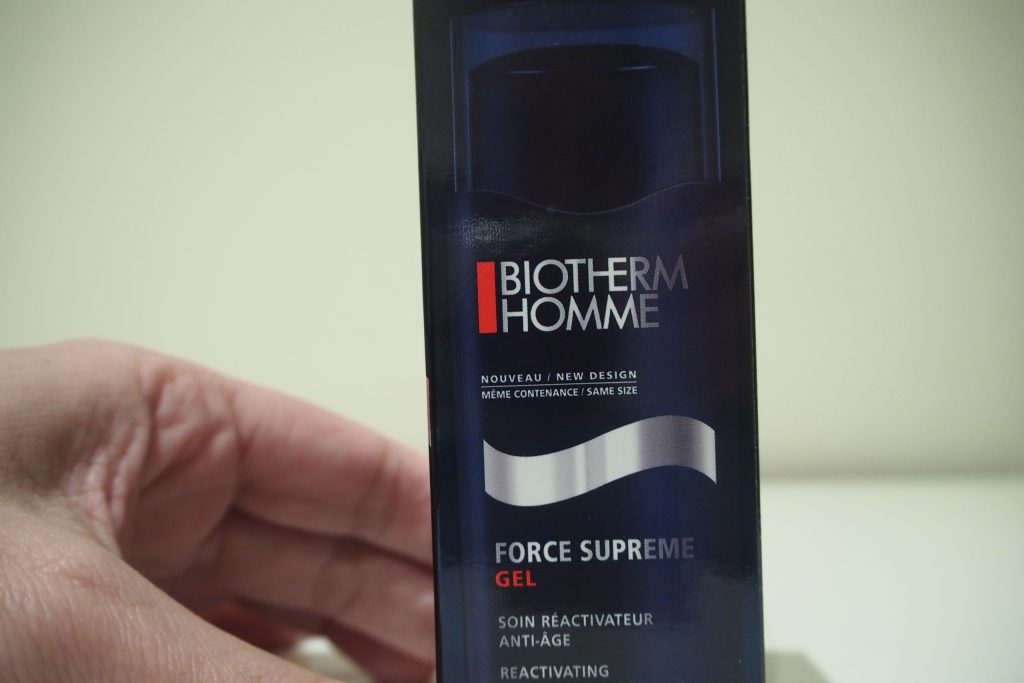 BIOTHERM
HOMME
NOUVEAU / NEW DESIGN
MÊME CONTENANCE / SAME SIZE
FORCE SUPREME
GEL
SOIN RÉACTIVATEUR
ANTI-ÂGE
REACTIVATING